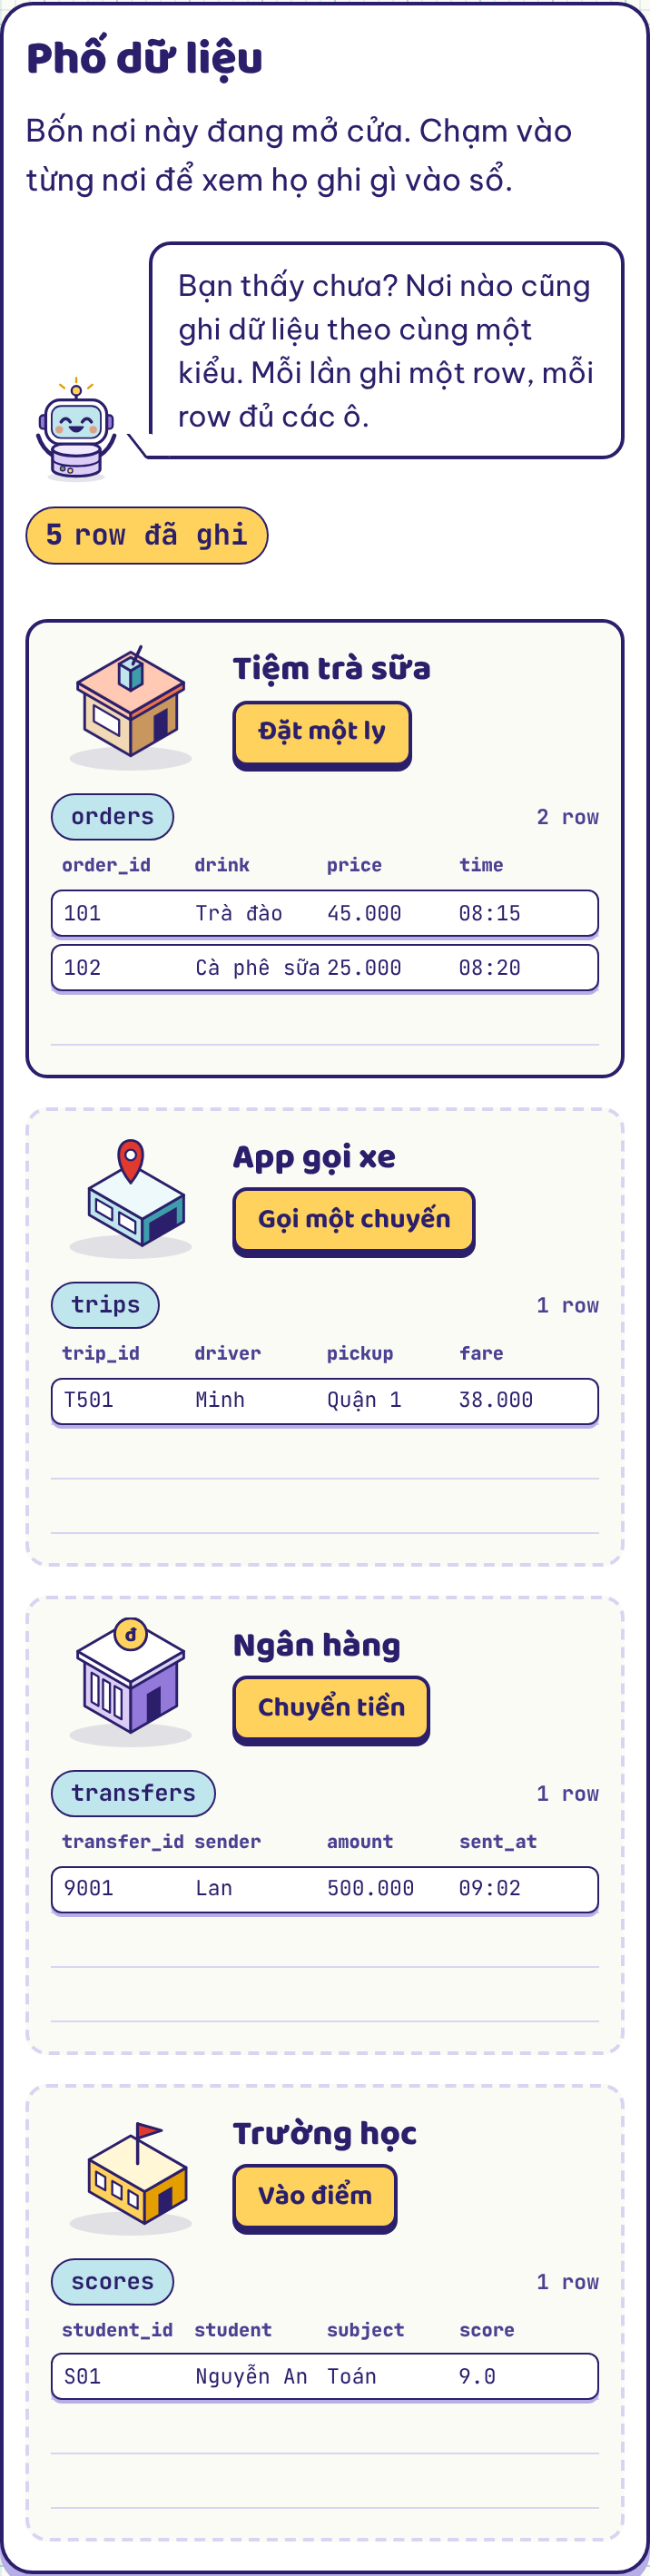 Phố dữ liệu
Bốn nơi này đang mở cửa. Chạm vào
từng nơi để xem họ ghi gì vào sổ.
Bạn thấy chưa? Nơi nào cũng
ghi dữ liệu theo cùng một
kiểu. Mỗi lần ghi một row, mỗi
row đủ các ô.
5 row đã ghi
Tiệm trà sữa
Đặt một ly
orders 2 row
order_id drink price time
101 Trà đào 45.000 08:15
102 Cà phê sữa 25.000 08:20
App gọi xe
Gọi một chuyến
trips 1 row
trip_id driver pickup fare
T501 Minh Quận 1 38.000
đ
Ngân hàng
Chuyển tiền
transfers 1 row
transfer_id sender amount sent_at
9001 Lan 500.000 09:02
Trường học
Vào điểm
scores 1 row
student_id student subject score
S01 Nguyễn An Toán 9.0